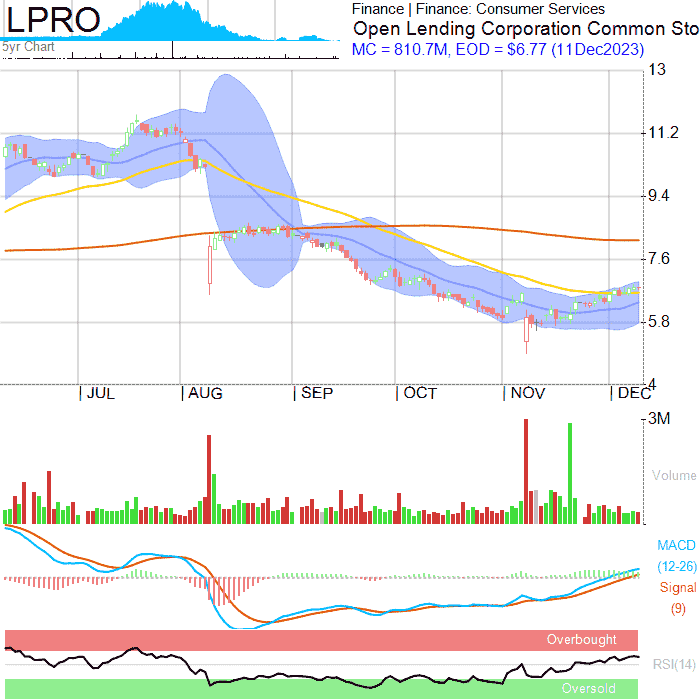 LPRO
5yr Chart
Finance | Finance: Consumer Services
Open Lending Corporation Common Sto
MC = 810.7M, EOD = $6.77 (11Dec2023)
13
11.2
9.4
7.6
5.8
4
JUL AUG SEP OCT NOV DEC
3M
Volume
MACD
(12-26)
Signal
(9)
Overbought
RSI(14)
Oversold